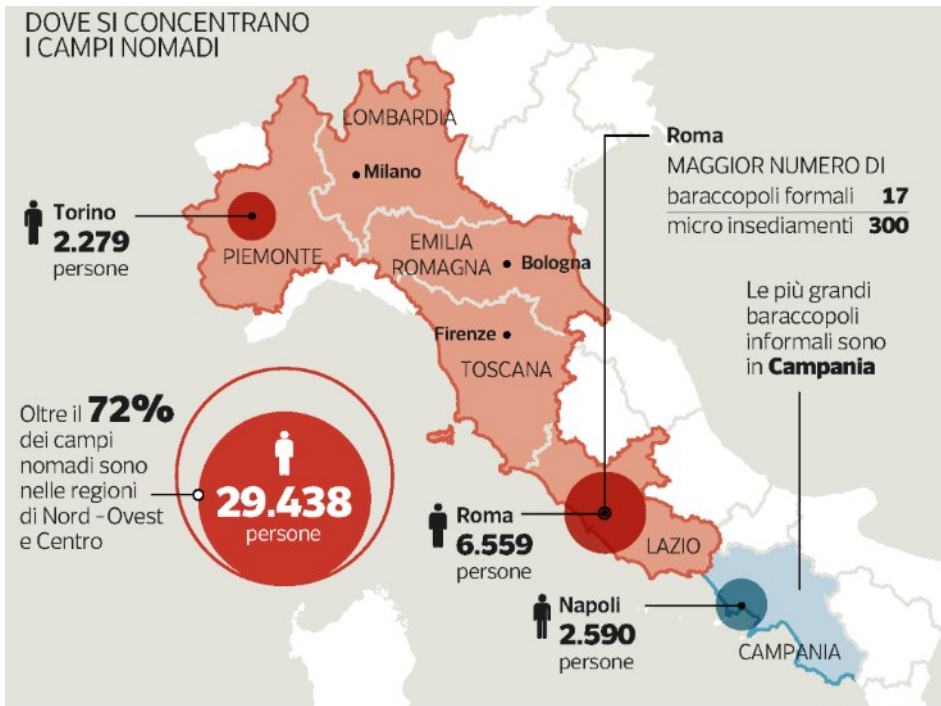 DOVE SI CONCENTRANO
I CAMPI NOMADI
LOMBARDIA
Milano
Torino
2.279
persone
PIEMONTE
EMILIA
ROMAGNA
Bologna
Firenze
TOSCANA
Roma
MAGGIOR NUMERO DI
baraccopoli formali 17
micro insediamenti 300
Le più grandi
baraccopoli
informali sono
in Campania
Oltre il 72%
dei campi
nomadi sono
nelle regioni
di Nord - Ovest
e Centro
29.438
persone
Roma
6.559
persone
LAZIO
Napoli
2.590
persone
CAMPANIA